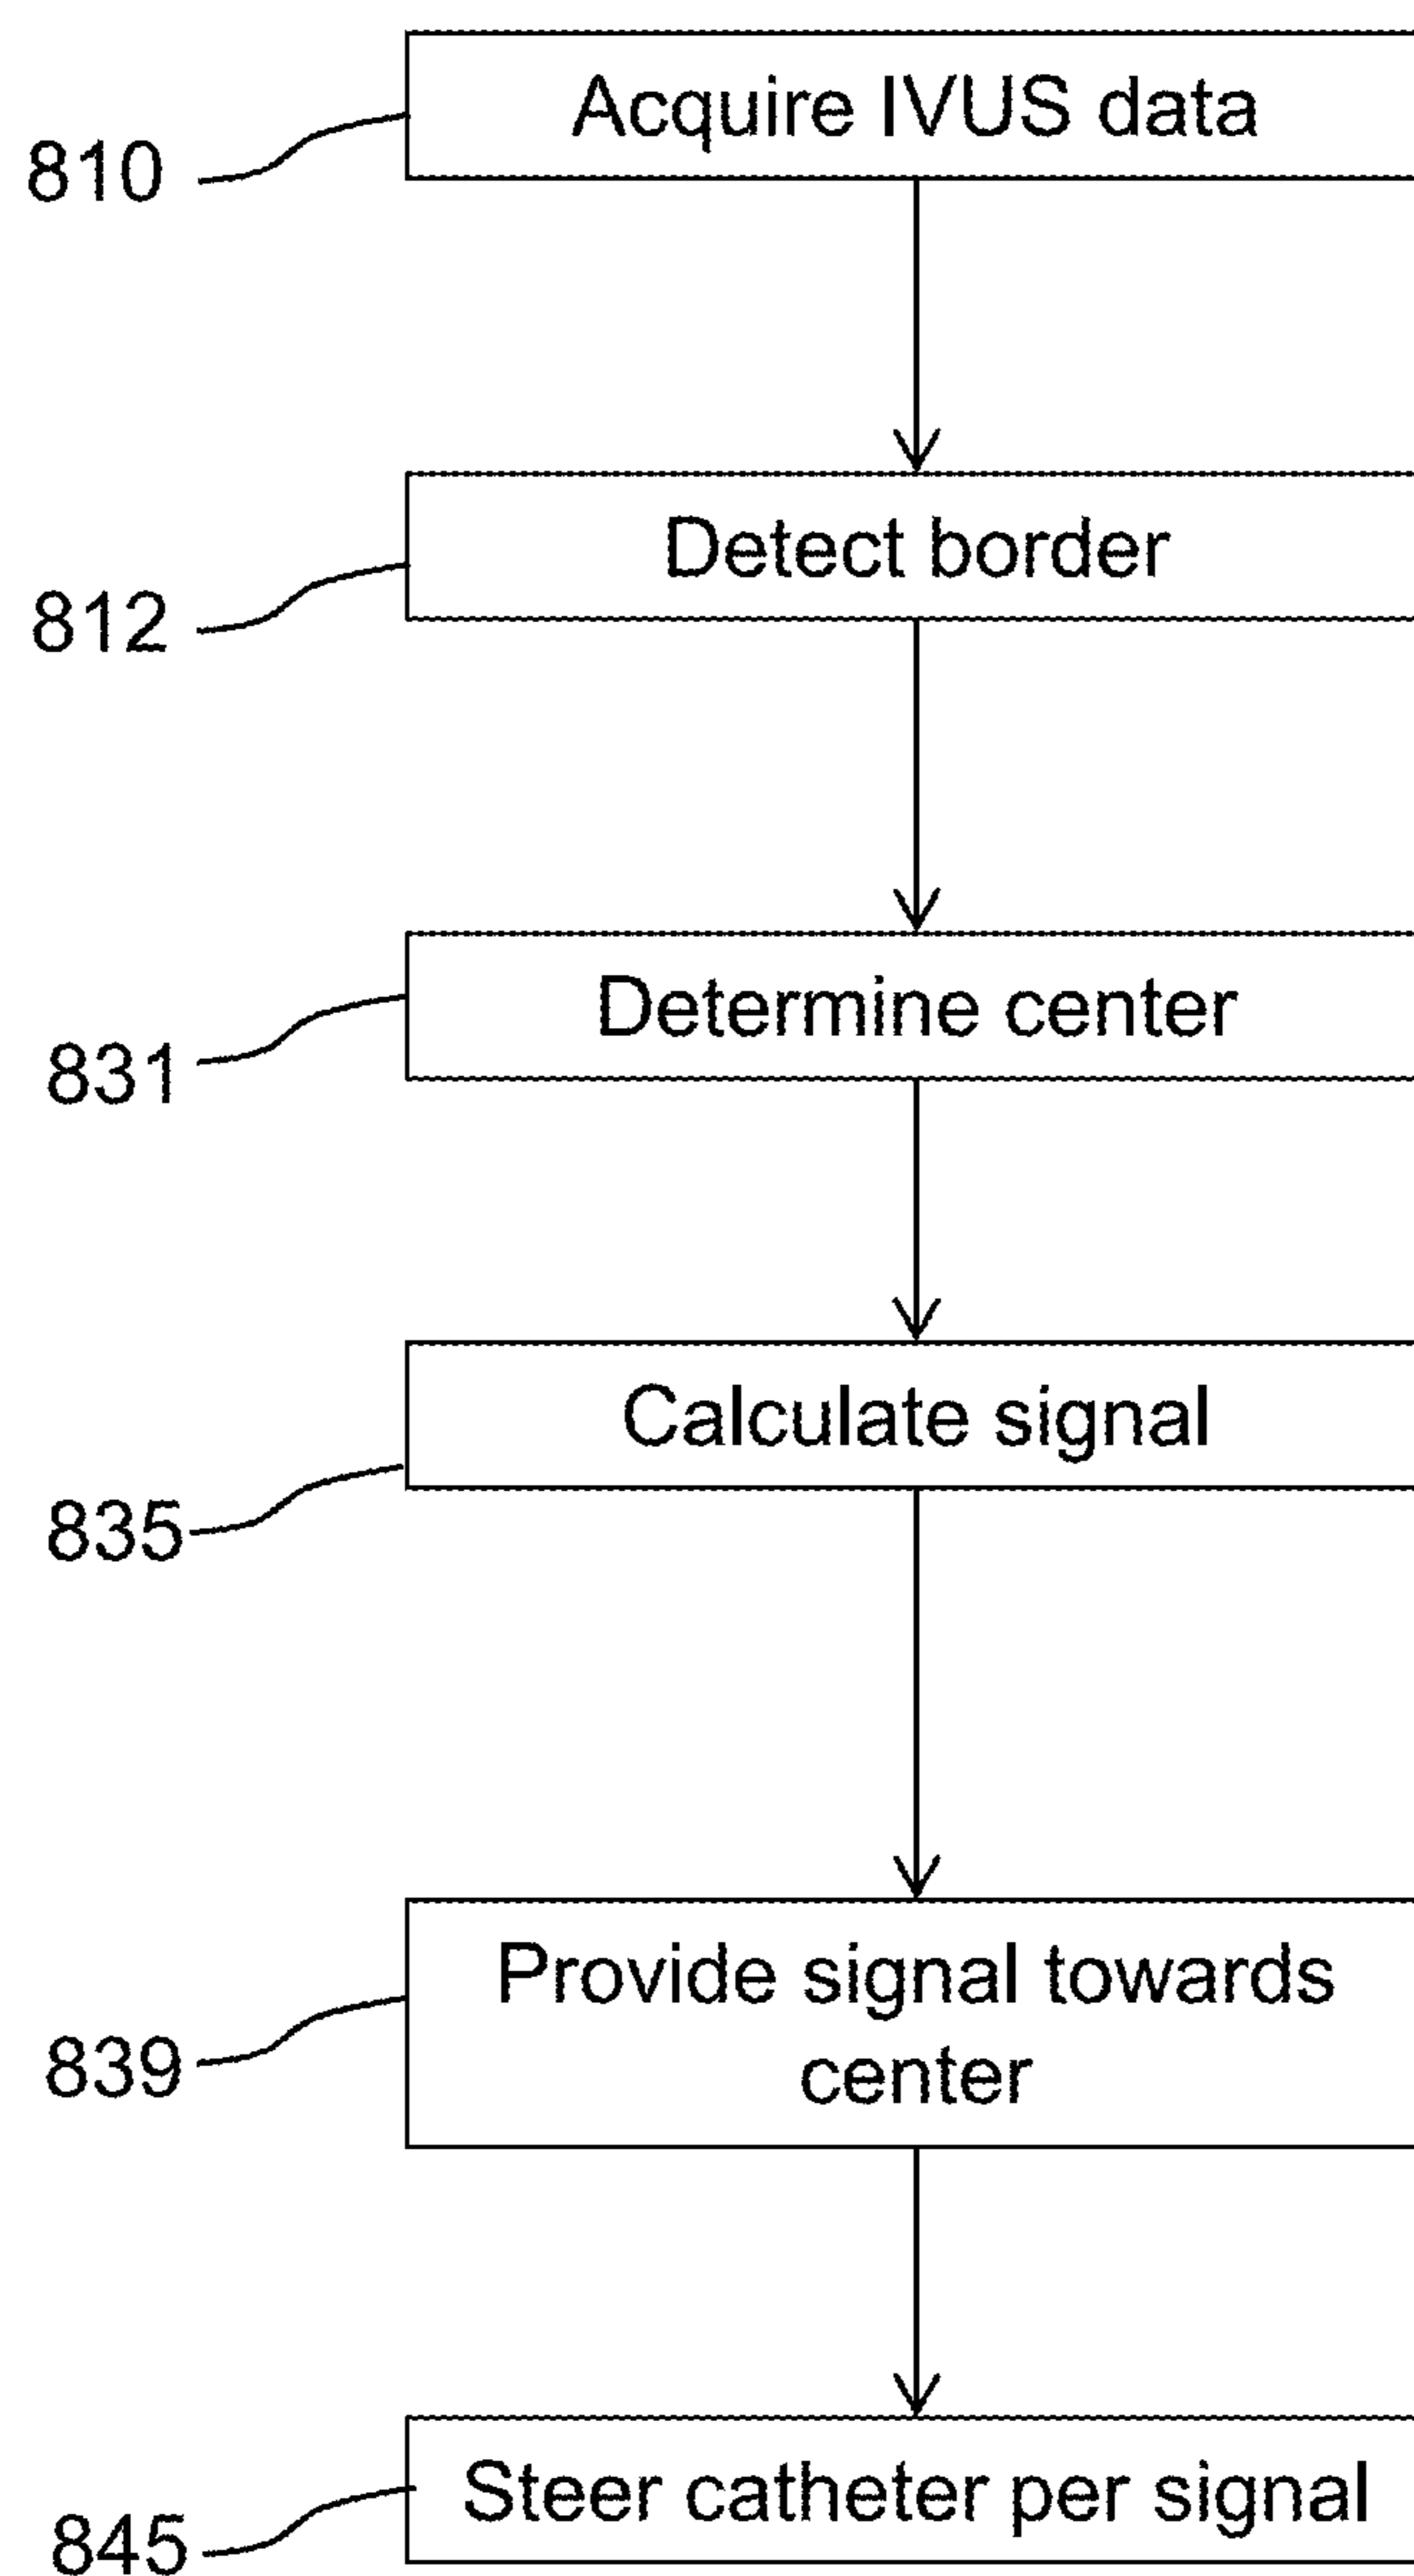 Acquire IVUS data
810
Detect border
812
Determine center
831
Calculate signal
835
Provide signal towards
center
839
Steer catheter per signal
845